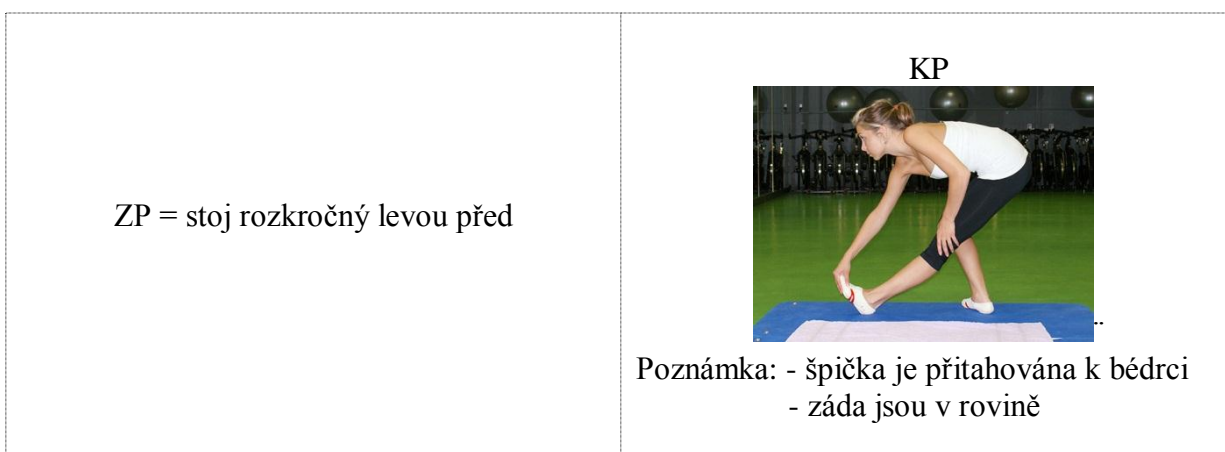 ZP = stoj rozkročný levou před
KP
¨
Poznámka: - špička je přitahována k bédrci
- záda jsou v rovině